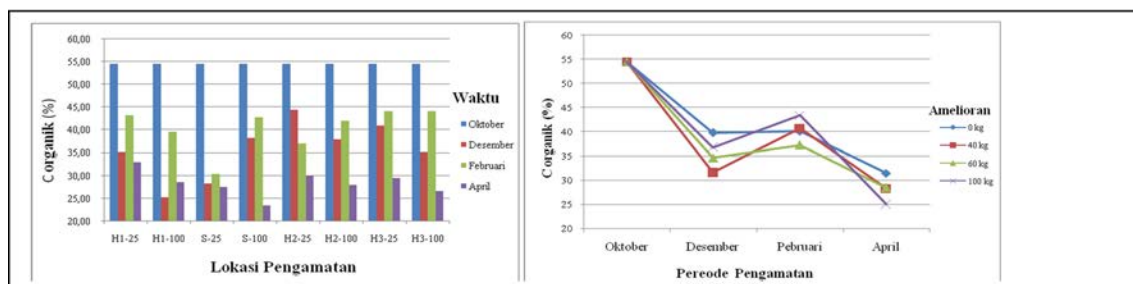 60,00
55,00
50,00
45,00
40,00
35,00
30,00
25,00
20,00
C organik (%)
H1-25 H1-100 S-25 S-100 H2-25 H2-100 H3-25 H3-100
Lokasi Pengamatan
Waktu
Oktober
Desember
Februari
April
60
55
50
45
40
35
30
25
20
C organik (%)
Oktober Desember Pebruari April
Pereode Pengamatan
Amelioran
0 kg
40 kg
60 kg
100 kg